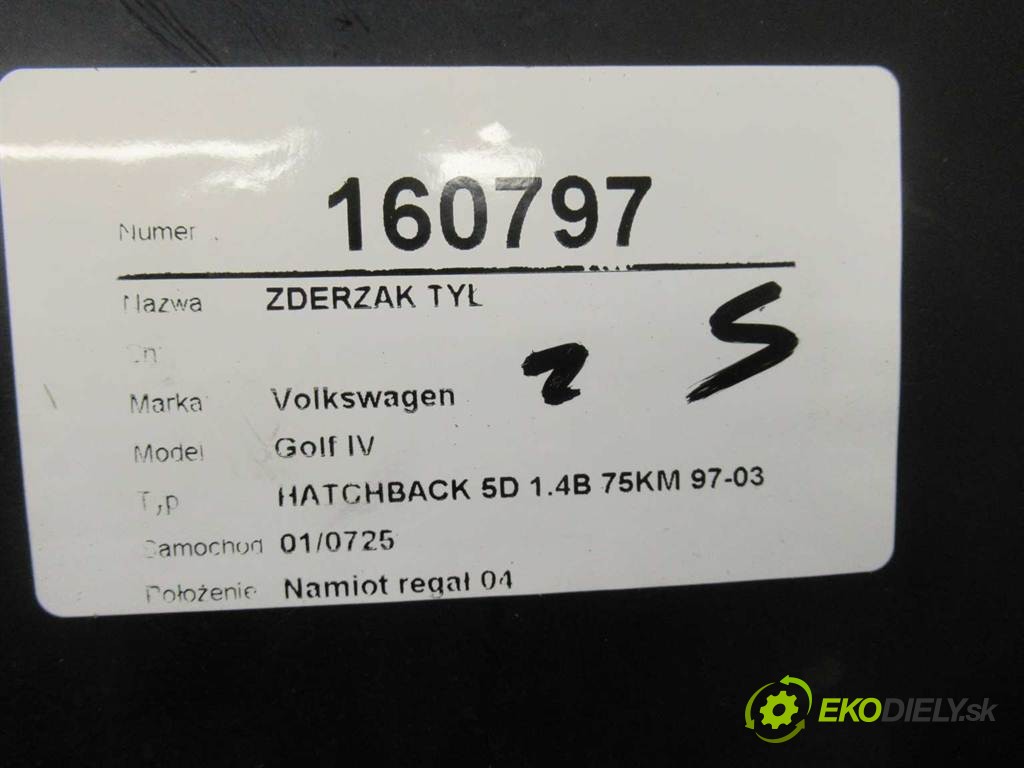 Numer 160797
Nazwa ZDERZAK TYŁ
2 S
Marka Volkswagen
Model Golf IV
Typ HATCHBACK 5D 1.4B 75KM 97-03
Samochod 01/0725
Położenie Namiot regał 04
EKODIELY.sk